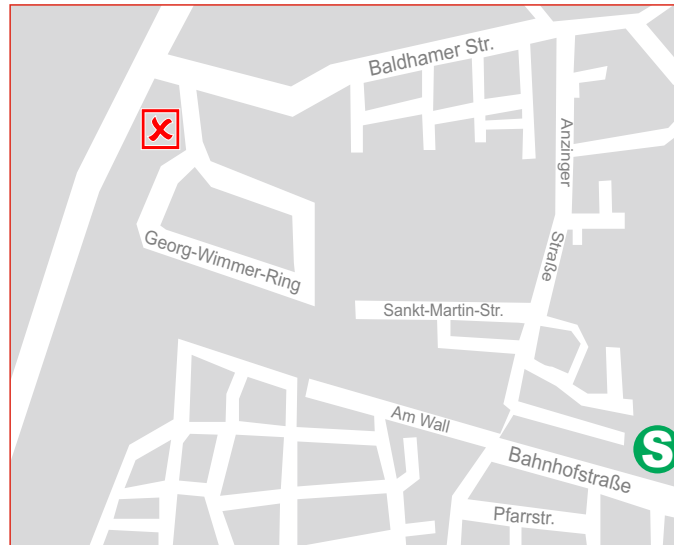 Baldhamer Str.
Anzinger
Straße
Georg-Wimmer-Ring
Sankt-Martin-Str.
Am Wall
Bahnhofstraße
S
Pfarrstr.